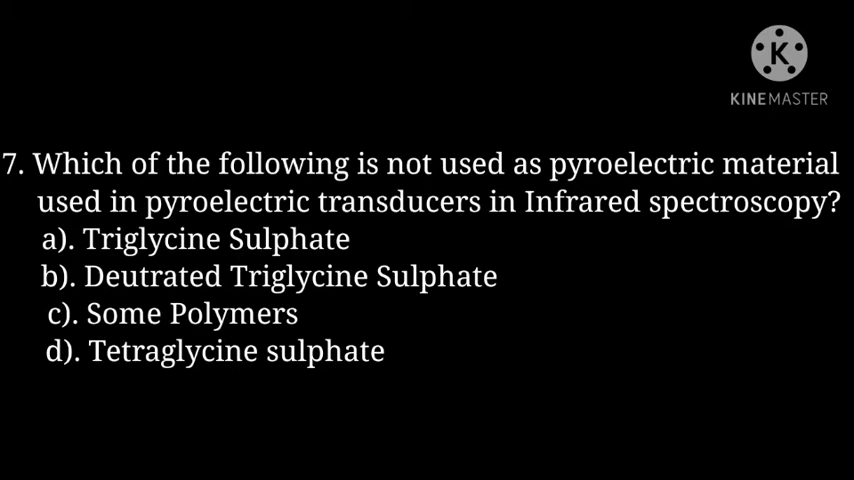 K
KINEMASTER
7. Which of the following is not used as pyroelectric material
used in pyroelectric transducers in Infrared spectroscopy?
a). Triglycine Sulphate
b). Deutrated Triglycine Sulphate
c). Some Polymers
d). Tetraglycine sulphate